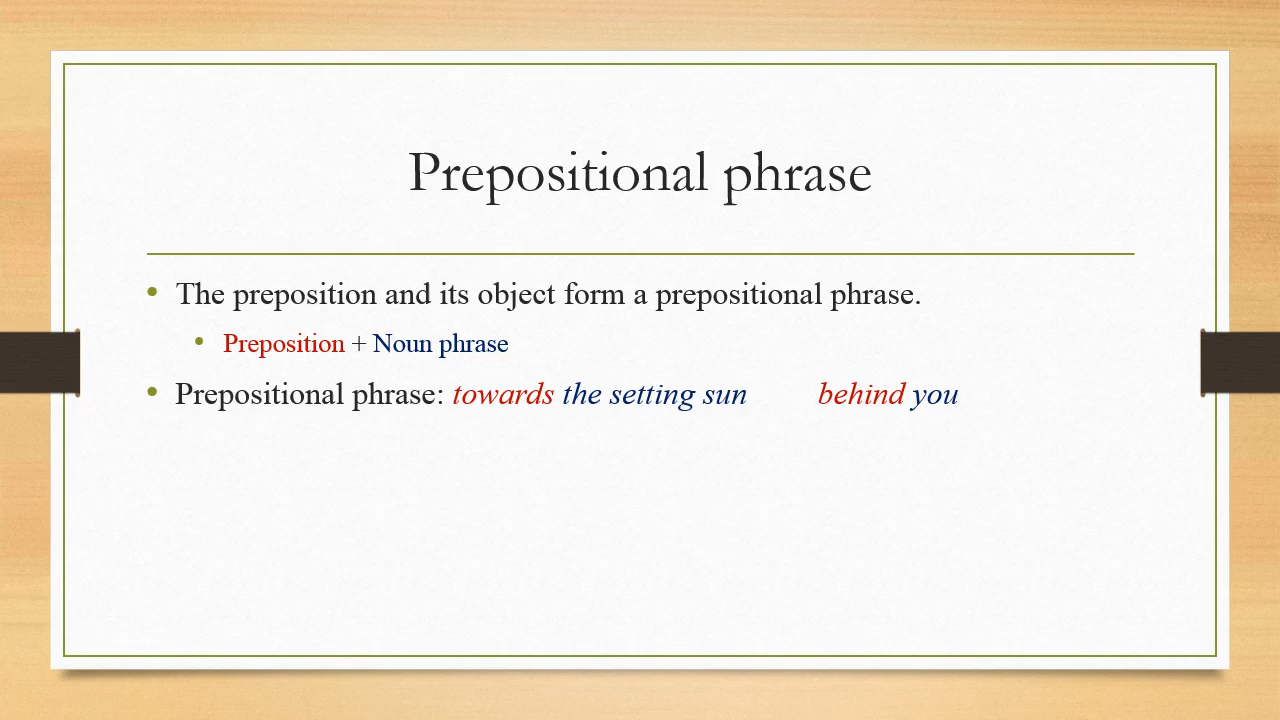 Prepositional phrase
• The preposition and its object form a prepositional phrase.
• Preposition + Noun phrase
• Prepositional phrase: towards the setting sun behind you